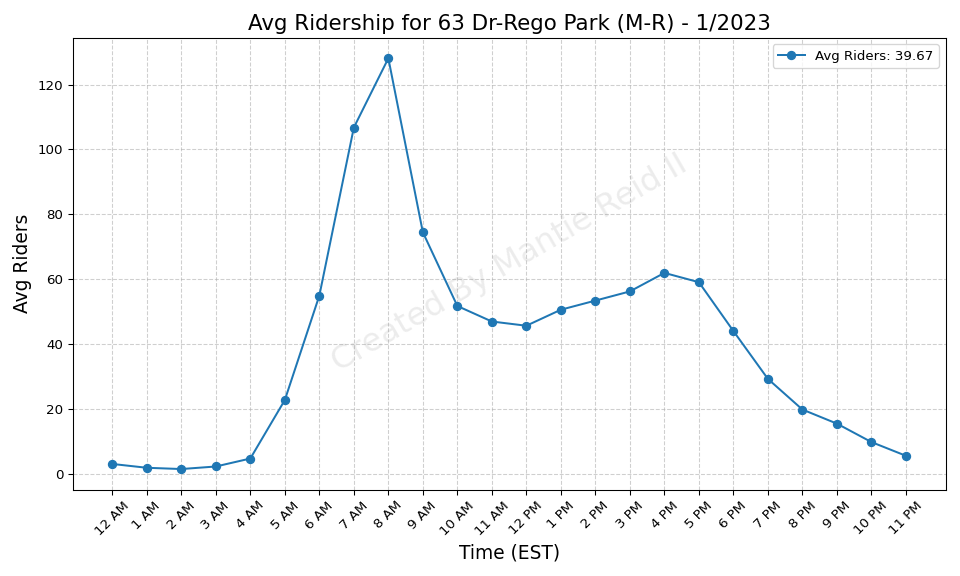 Avg Ridership for 63 Dr-Rego Park (M-R) - 1/2023
Avg Riders: 39.67
Avg Riders
120
100
80
60
40
20
0
Created By Mantle Reid II
12 AM
1 AM
2 AM
3 AM
4 AM
5 AM
6 AM
7 AM
8 AM
9 AM
10 AM
11 AM
12 PM
1 PM
2 PM
3 PM
4 PM
5 PM
6 PM
7 PM
8 PM
9 PM
10 PM
11 PM
Time (EST)